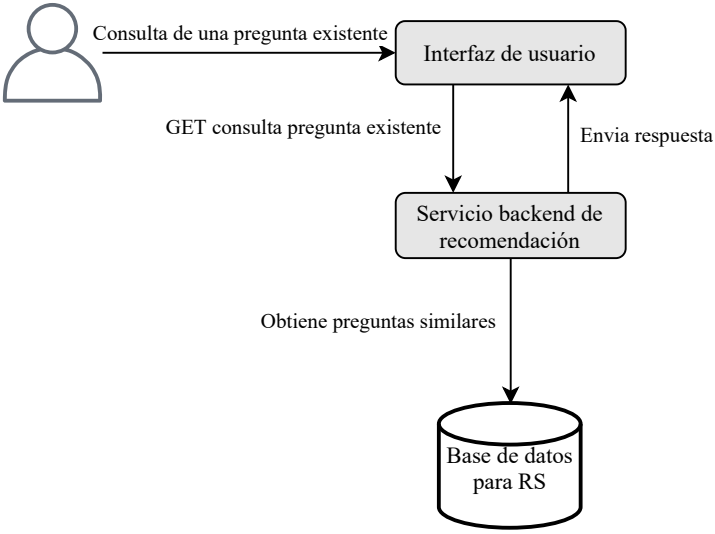 Consulta de una pregunta existente
Interfaz de usuario
GET consulta pregunta existente
Envia respuesta
Servicio backend de
recomendación
Obtiene preguntas similares
Base de datos
para RS